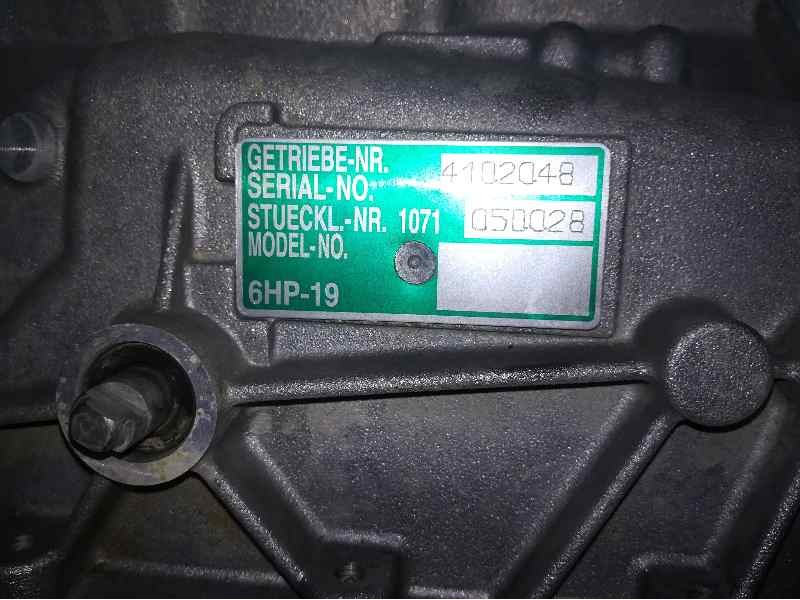 GETRIEBE-NR.
SERIAL-NO. 4102048
STUECKL.-NR. 1071 050028
MODEL-NO.
6HP-19